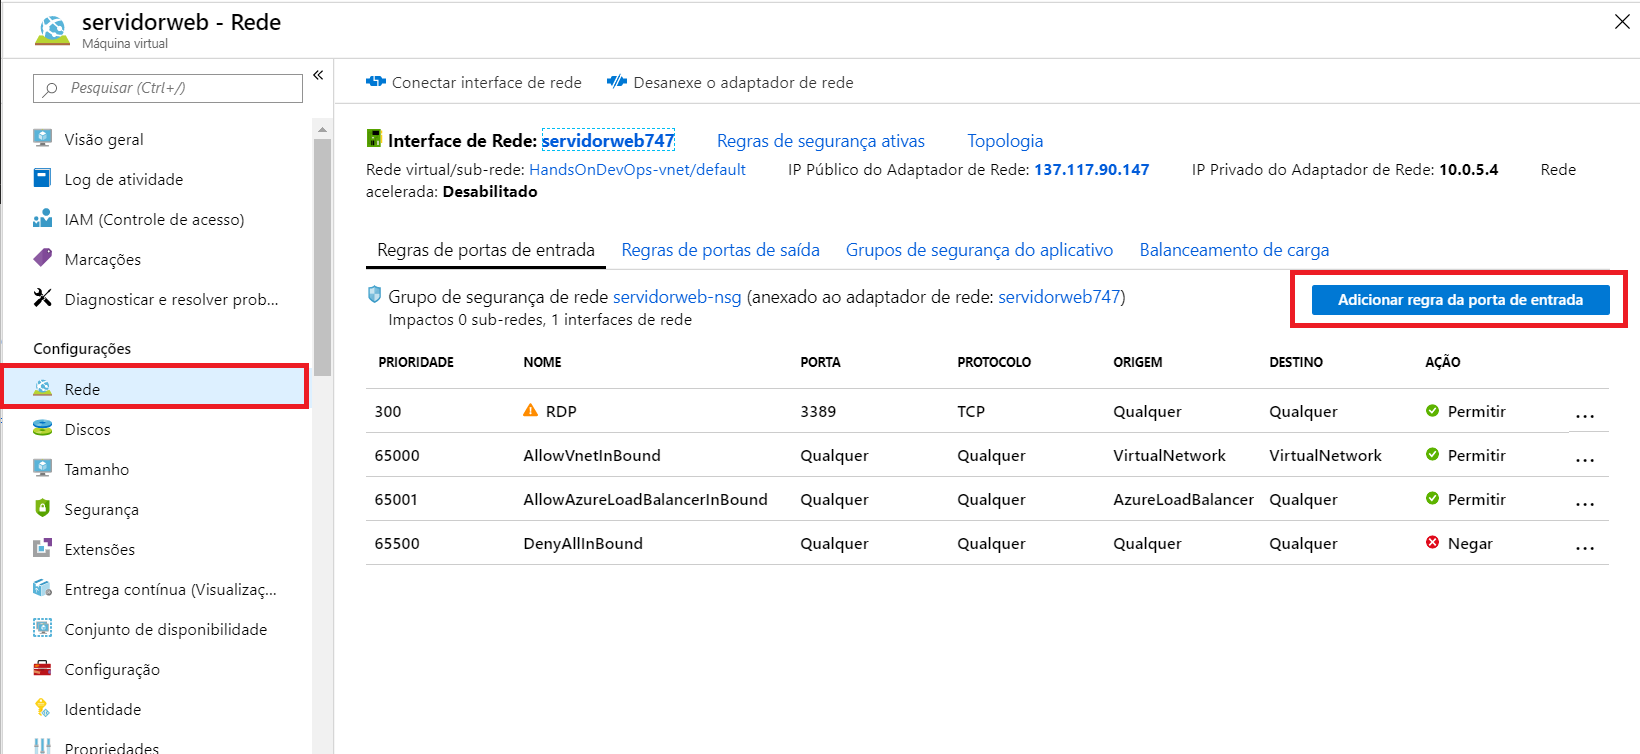 servidorweb - Rede
Máquina virtual
Pesquisar (Ctrl+/)
«
Visão geral
Log de atividade
IAM (Controle de acesso)
Marcações
Diagnosticar e resolver prob...
Configurações
Rede
Discos
Tamanho
Segurança
Extensões
Entrega contínua (Visualizaç...
Conjunto de disponibilidade
Configuração
Identidade
Propriedades
Conectar interface de rede Desanexe o adaptador de rede
Interface de Rede: servidorweb747 Regras de segurança ativas Topologia
Rede virtual/sub-rede: HandsOnDevOps-vnet/default IP Público do Adaptador de Rede: 137.117.90.147 IP Privado do Adaptador de Rede: 10.0.5.4 Rede
acelerada: Desabilitado
Regras de portas de entrada Regras de portas de saída Grupos de segurança do aplicativo Balanceamento de carga
Grupo de segurança de rede servidorweb-nsg (anexado ao adaptador de rede: servidorweb747)
Impactos 0 sub-redes, 1 interfaces de rede
Adicionar regra da porta de entrada
PRIORIDADE NOME PORTA PROTOCOLO ORIGEM DESTINO AÇÃO
300 RDP 3389 TCP Qualquer Qualquer Permitir ...
65000 AllowVnetInBound Qualquer Qualquer VirtualNetwork VirtualNetwork Permitir ...
65001 AllowAzureLoadBalancerInBound Qualquer Qualquer AzureLoadBalancer Qualquer Permitir ...
65500 DenyAllInBound Qualquer Qualquer Qualquer Qualquer Negar ...